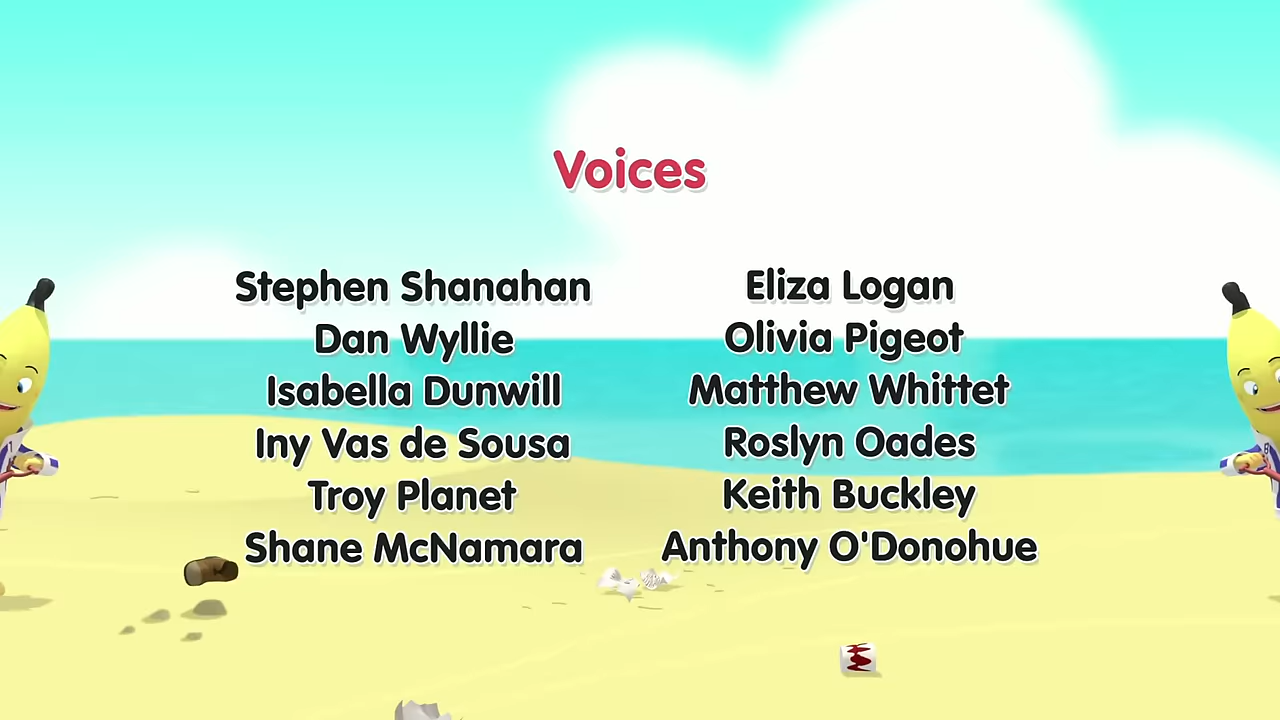 Voices
Stephen Shanahan
Dan Wyllie
Isabella Dunwill
Iny Vas de Sousa
Troy Planet
Shane McNamara
Eliza Logan
Olivia Pigeot
Matthew Whittet
Roslyn Oades
Keith Buckley
Anthony O'Donohue